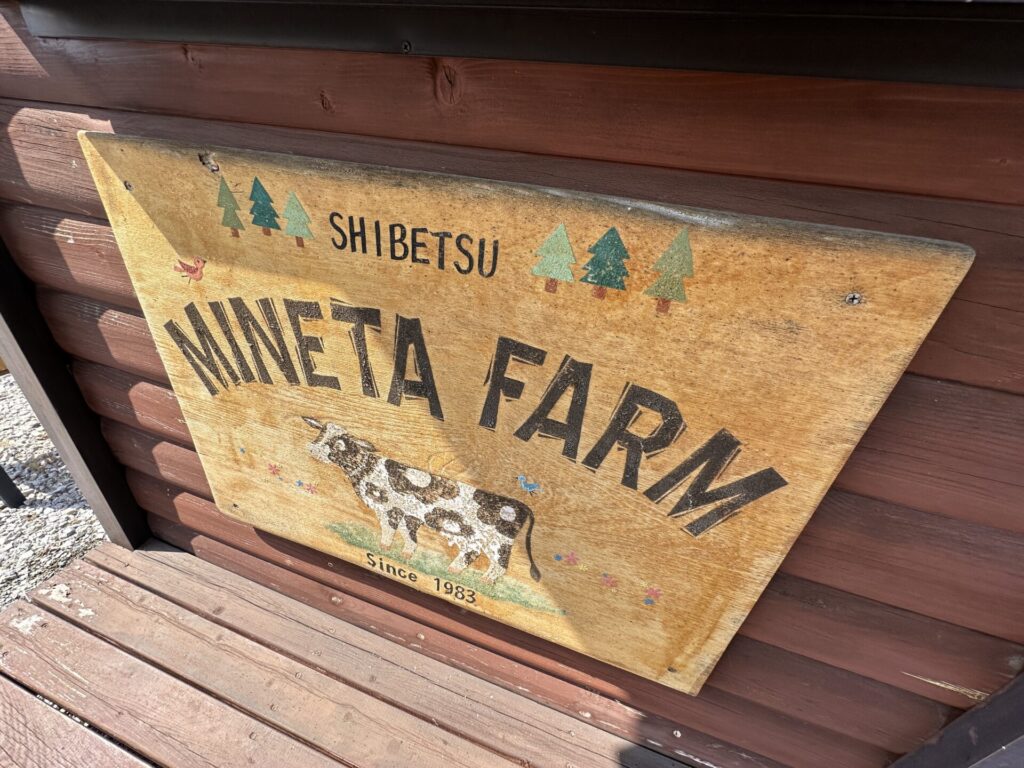 SHIBETSU
MINETA FARM
Since 1983